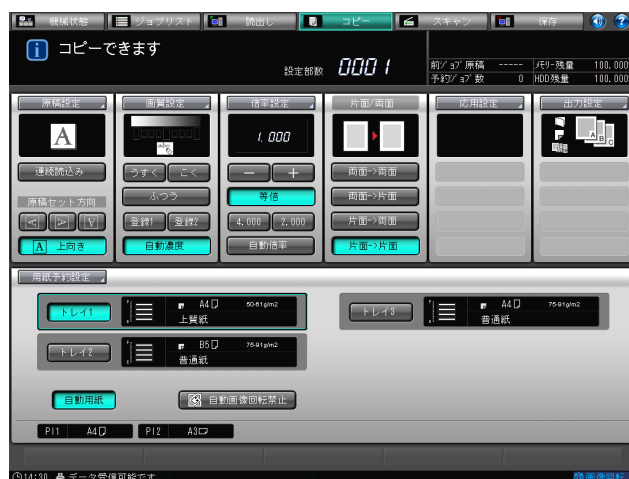 機械状態 ジョブリスト 読出し コピー スキャン 保存
コピーできます
設定部数 0001
前ジョブ原稿 ----- メモリー残量 100.000
予約ジョブ数 0 HDD残量 100.000
原稿設定 画質設定 倍率設定 片面/両面 応用設定 出力設定
A 1.000 A B C
連続読込み うすく こく - + 両面->両面
原稿セット方向 ふつう 等倍 両面->片面
A A A 登録1 登録2 4.000 2.000 片面->両面
A 上向き 自動濃度 自動倍率 片面->片面
用紙予約設定
トレイ1 A4 50-61g/m2 上質紙
トレイ3 A4 75-91g/m2 普通紙
トレイ2 B5 75-91g/m2 普通紙
自動用紙 自動画像回転禁止
PI1 A4 PI2 A3
14:30 データ受信可能です 画像回転